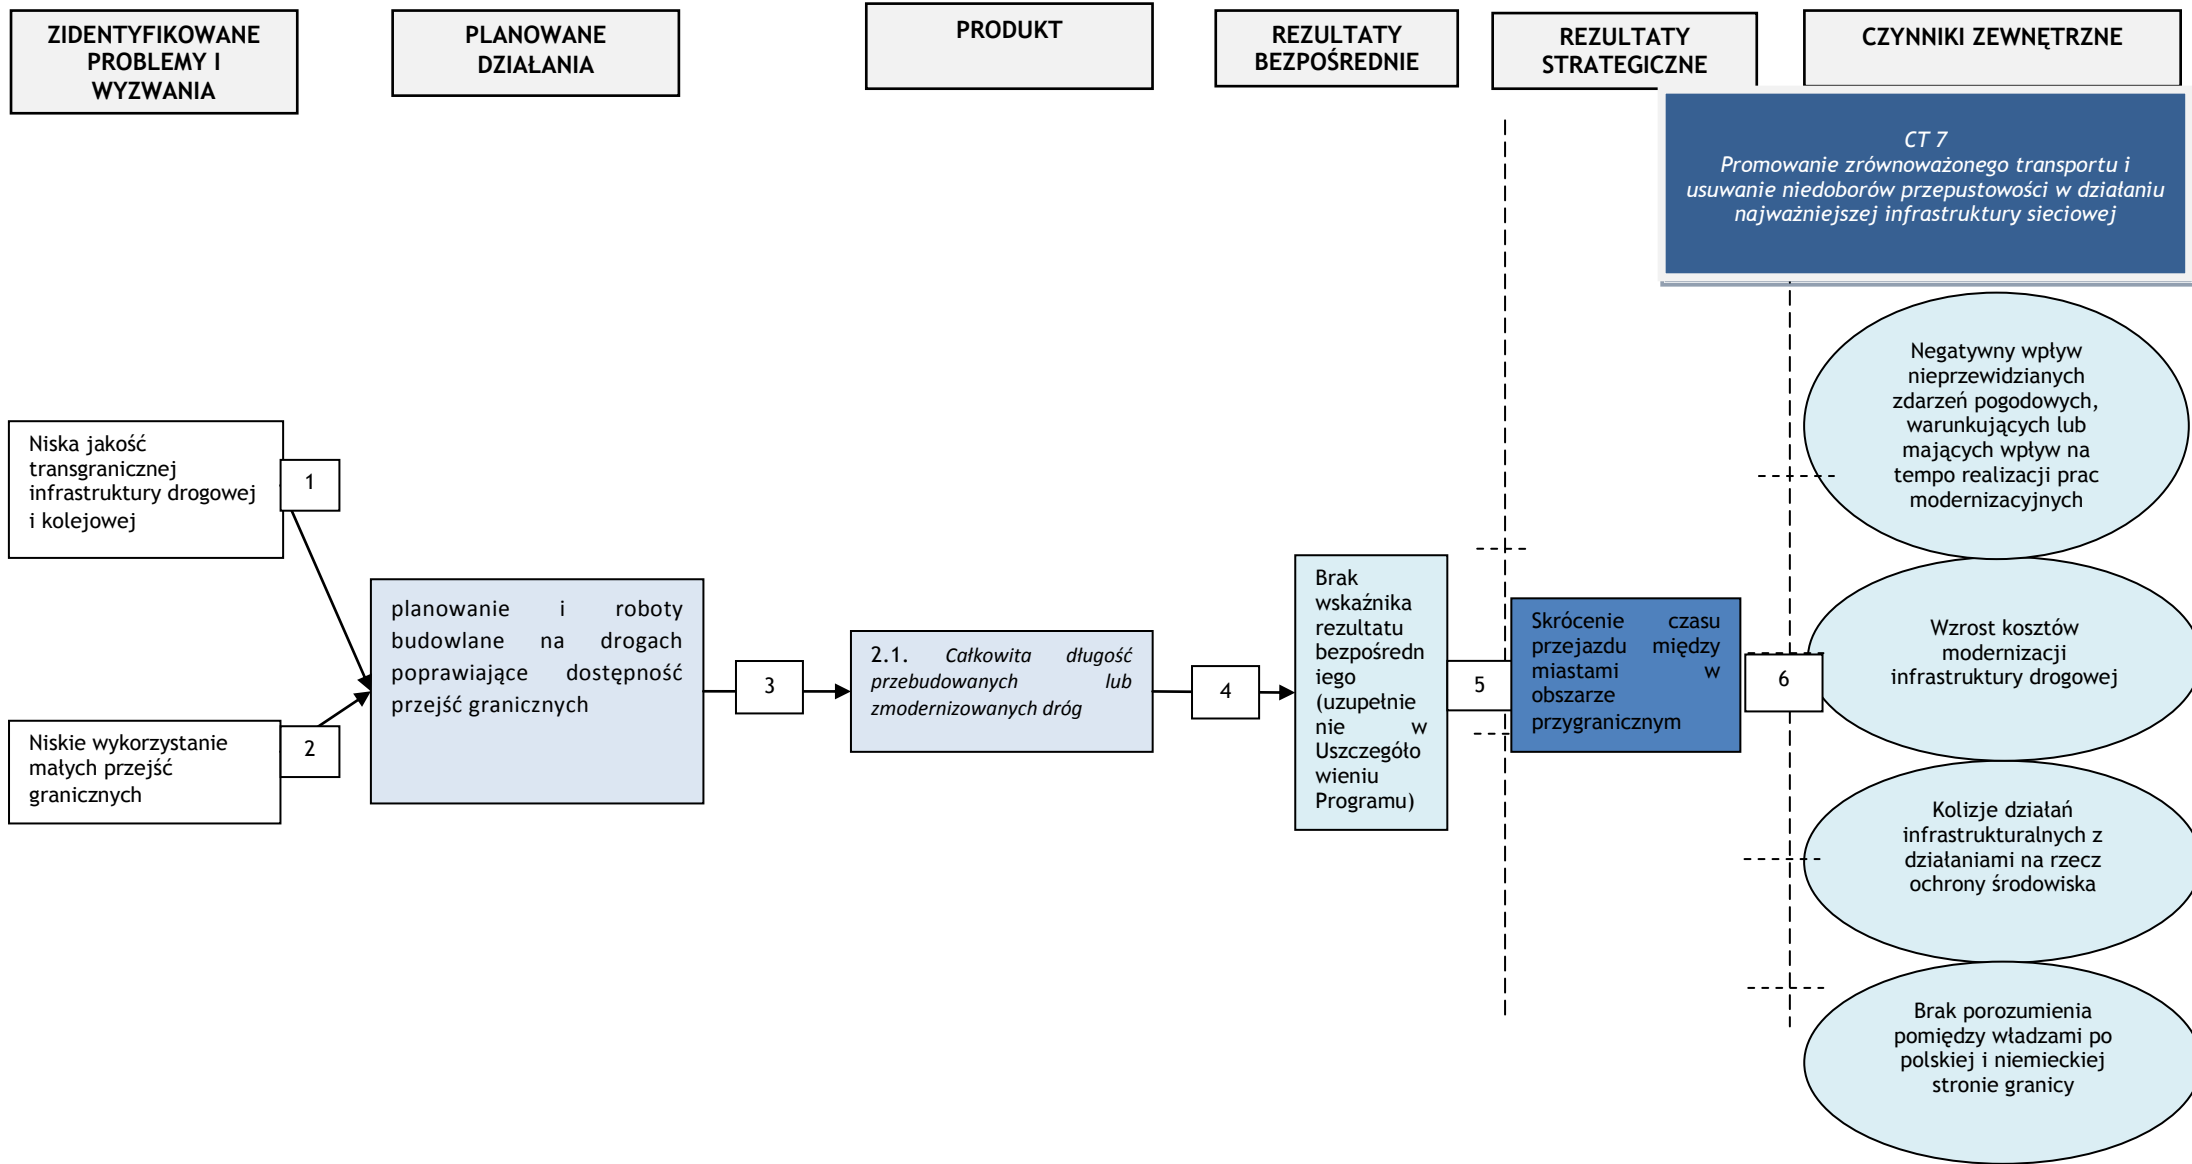 ZIDENTYFIKOWANE
PROBLEMY I
WYZWANIA
PLANOWANE
DZIAŁANIA
PRODUKT
REZULTATY
BEZPOŚREDNIE
REZULTATY
STRATEGICZNE
CZYNNIKI ZEWNĘTRZNE
CT 7
Promowanie zrównoważonego transportu i
usuwanie niedoborów przepustowości w działaniu
najważniejszej infrastruktury sieciowej
Niska jakość
transgranicznej
infrastruktury drogowej
i kolejowej
1
Niskie wykorzystanie
małych przejść
granicznych
2
planowanie i roboty
budowlane na drogach
poprawiające dostępność
przejść granicznych
3
2.1. Całkowita długość
przebudowanych lub
zmodernizowanych dróg
4
Brak
wskaźnika
rezultatu
bezpośredn
iego
(uzupełnie
nie w
Uszczegóło
wieniu
Programu)
5
Skrócenie czasu
przejazdu między
miastami w
obszarze
przygranicznym
6
Negatywny wpływ
nieprzewidzianych
zdarzeń pogodowych,
warunkujących lub
mających wpływ na
tempo realizacji prac
modernizacyjnych
Wzrost kosztów
modernizacji
infrastruktury drogowej
Kolizje działań
infrastrukturalnych z
działaniami na rzecz
ochrony środowiska
Brak porozumienia
pomiędzy władzami po
polskiej i niemieckiej
stronie granicy